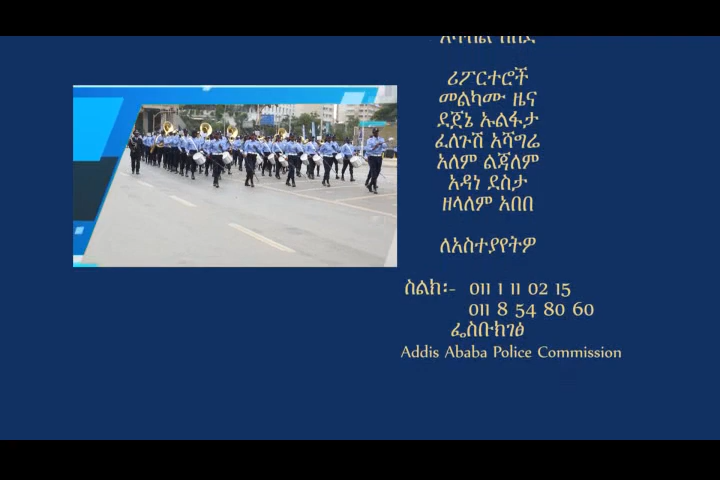 ሪፖርተሮች
መልካሙ ዜና
ደጀኔ ኡልፋታ
ፈለጉሽ አሻግሬ
አለም ልጃለም
አዳነ ደስታ
ዘላለም አበበ
ለአስተያየትዎ
ስልክ፡- 011 1 11 02 15
011 8 54 80 60
ፌስቡክገፅ
Addis Ababa Police Commission